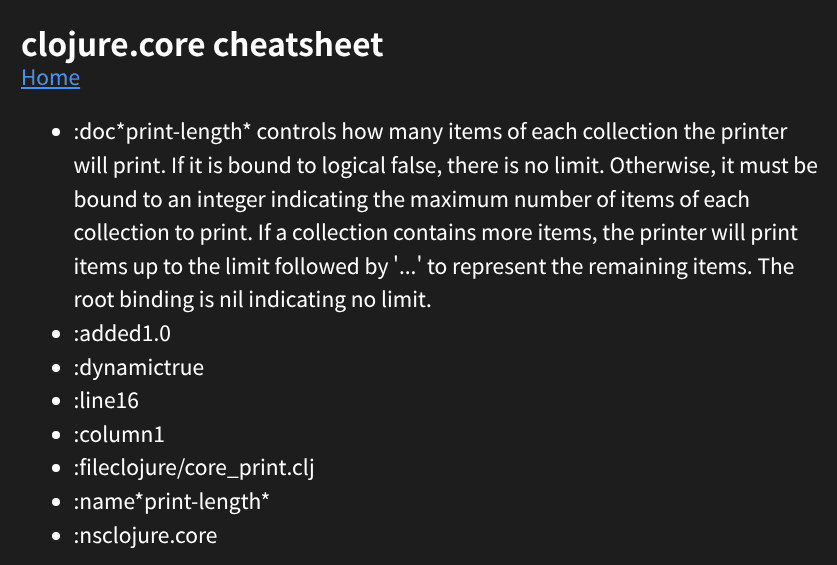 clojure.core cheatsheet
Home
:doc*print-length* controls how many items of each collection the printer
will print. If it is bound to logical false, there is no limit. Otherwise, it must be
bound to an integer indicating the maximum number of items of each
collection to print. If a collection contains more items, the printer will print
items up to the limit followed by '...' to represent the remaining items. The
root binding is nil indicating no limit.
:added1.0
:dynamictrue
:line16
:column1
:fileclojure/core_print.clj
:name*print-length*
:nsclojure.core